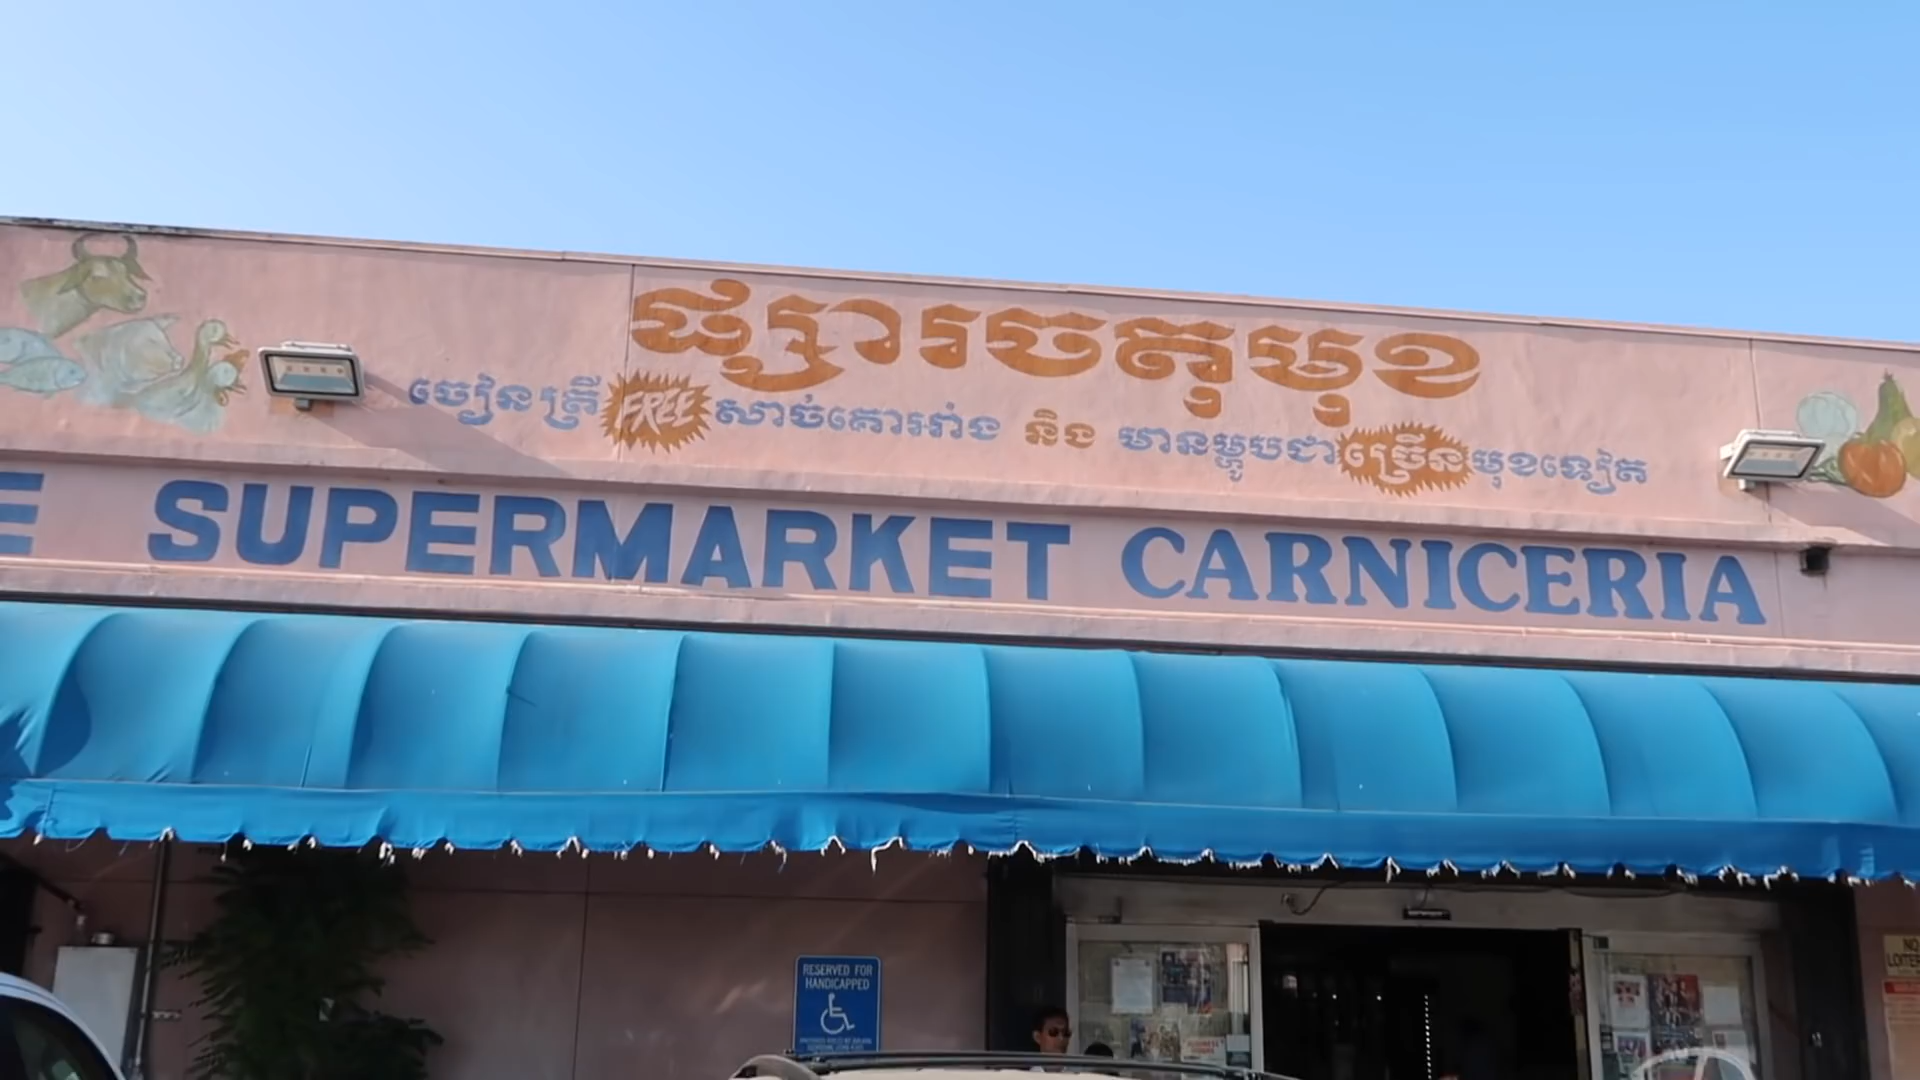 ផ្សារចតុមុខ
ចៀនត្រី FREE សាច់គោអាំង និង មានម្ហូបជាច្រើនមុខទៀត
E SUPERMARKET CARNICERIA
RESERVED FOR
HANDICAPPED
NO